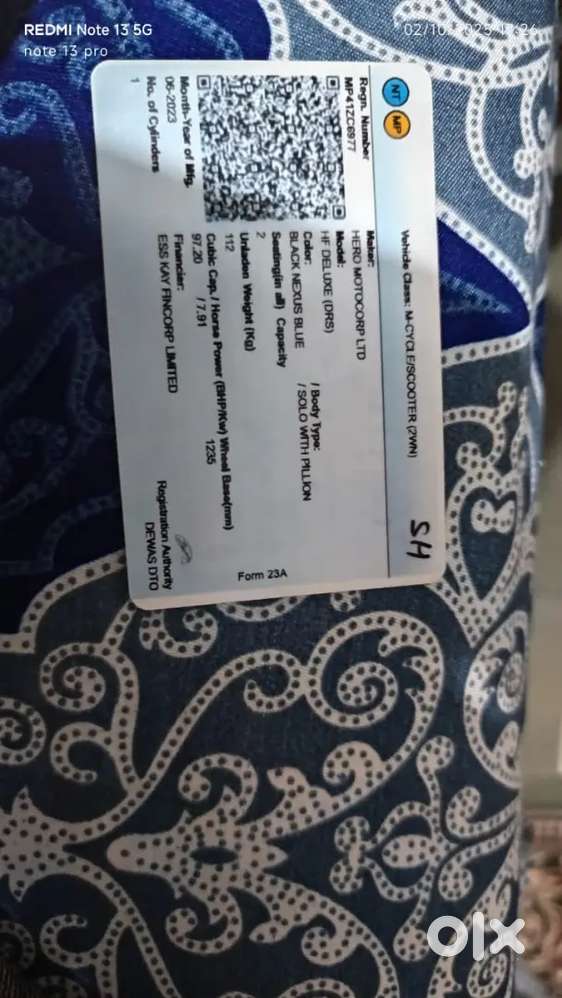 REDMI Note 13 5G
note 13 pro
NT MP
Vehicle Class: M-CYCLE/SCOOTER (2WN)
SH
Regn. Number
MP41ZC6977
Maker:
HERO MOTOCORP LTD
Model:
HF DELUXE (DRS)
Color: / Body Type:
BLACK NEXUS BLUE / SOLO WITH PILLION
Seating(in all) Capacity
2
Unladen Weight (Kg)
112
Cubic Cap. / Horse Power (BHP/Kw) Wheel Base(mm)
97.20 / 7.91 1235
Financier:
ESS KAY FINCORP LIMITED
Month-Year of Mfg.
06-2023
No. of Cylinders
1
Registration Authority
DEWAS DTO
Form 23A
olx